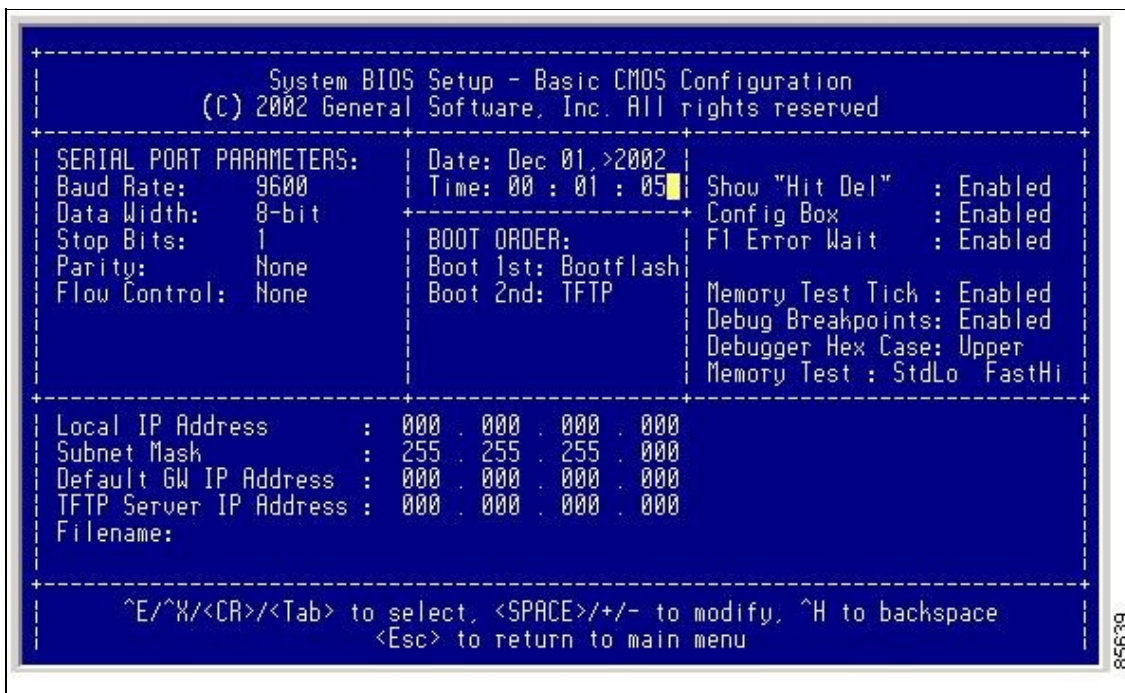 System BIOS Setup - Basic CMOS Configuration
(C) 2002 General Software, Inc. All rights reserved
SERIAL PORT PARAMETERS:
Baud Rate: 9600
Data Width: 8-bit
Stop Bits: 1
Parity: None
Flow Control: None
Date: Dec 01,>2002
Time: 00 : 01 : 05
BOOT ORDER:
Boot 1st: Bootflash
Boot 2nd: TFTP
Show "Hit Del" : Enabled
Config Box : Enabled
F1 Error Wait : Enabled
Memory Test Tick : Enabled
Debug Breakpoints: Enabled
Debugger Hex Case: Upper
Memory Test : StdLo FastHi
Local IP Address : 000 . 000 . 000 . 000
Subnet Mask : 255 . 255 . 255 . 000
Default GW IP Address : 000 . 000 . 000 . 000
TFTP Server IP Address : 000 . 000 . 000 . 000
Filename:
^E/^X/<CR>/<Tab> to select, <SPACE>/+/- to modify, ^H to backspace
<Esc> to return to main menu
85639